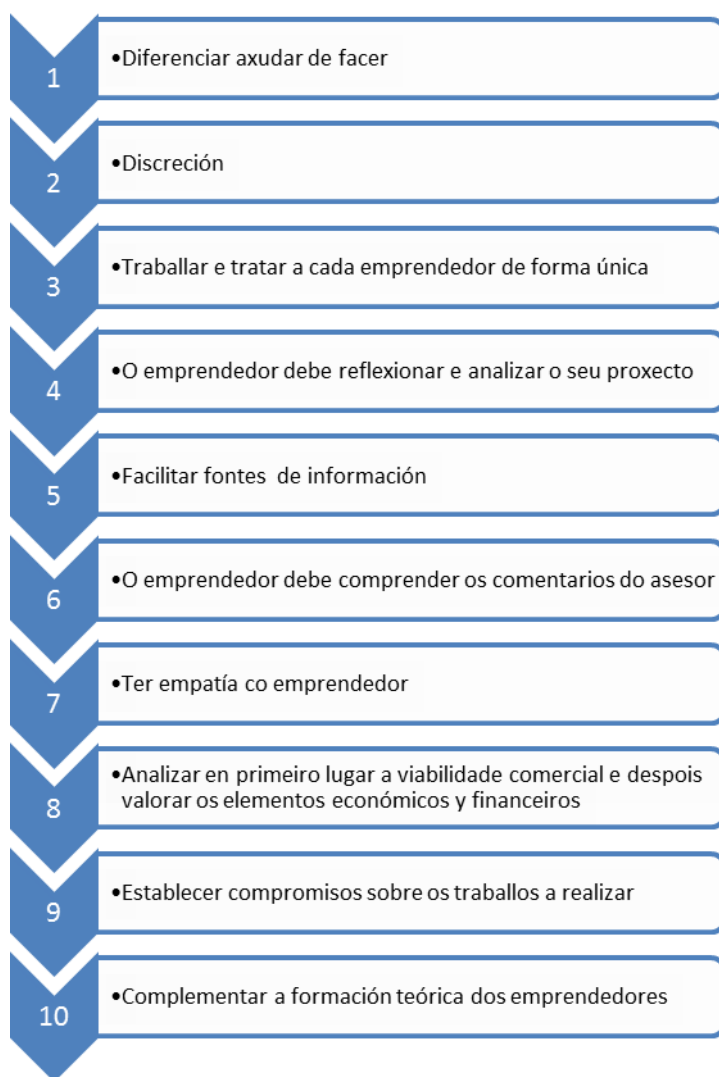 1
•Diferenciar axudar de facer
2
•Discreción
3
•Traballar e tratar a cada emprendedor de forma única
4
•O emprendedor debe reflexionar e analizar o seu proxecto
5
•Facilitar fontes de información
6
•O emprendedor debe comprender os comentarios do asesor
7
•Ter empatía co emprendedor
8
•Analizar en primeiro lugar a viabilidade comercial e despois
valorar os elementos económicos y financeiros
9
•Establecer compromisos sobre os traballos a realizar
10
•Complementar a formación teórica dos emprendedores